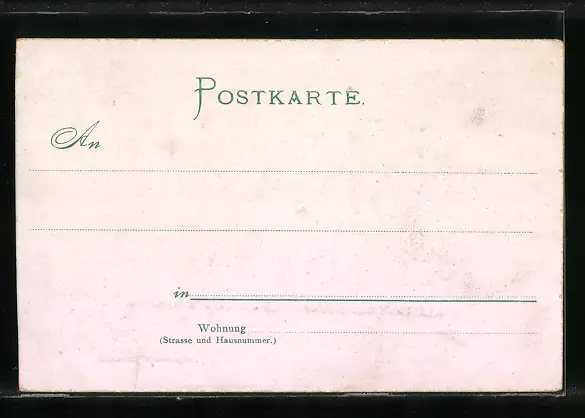 POSTKARTE.
An
in
Wohnung
(Strasse und Hausnummer.)